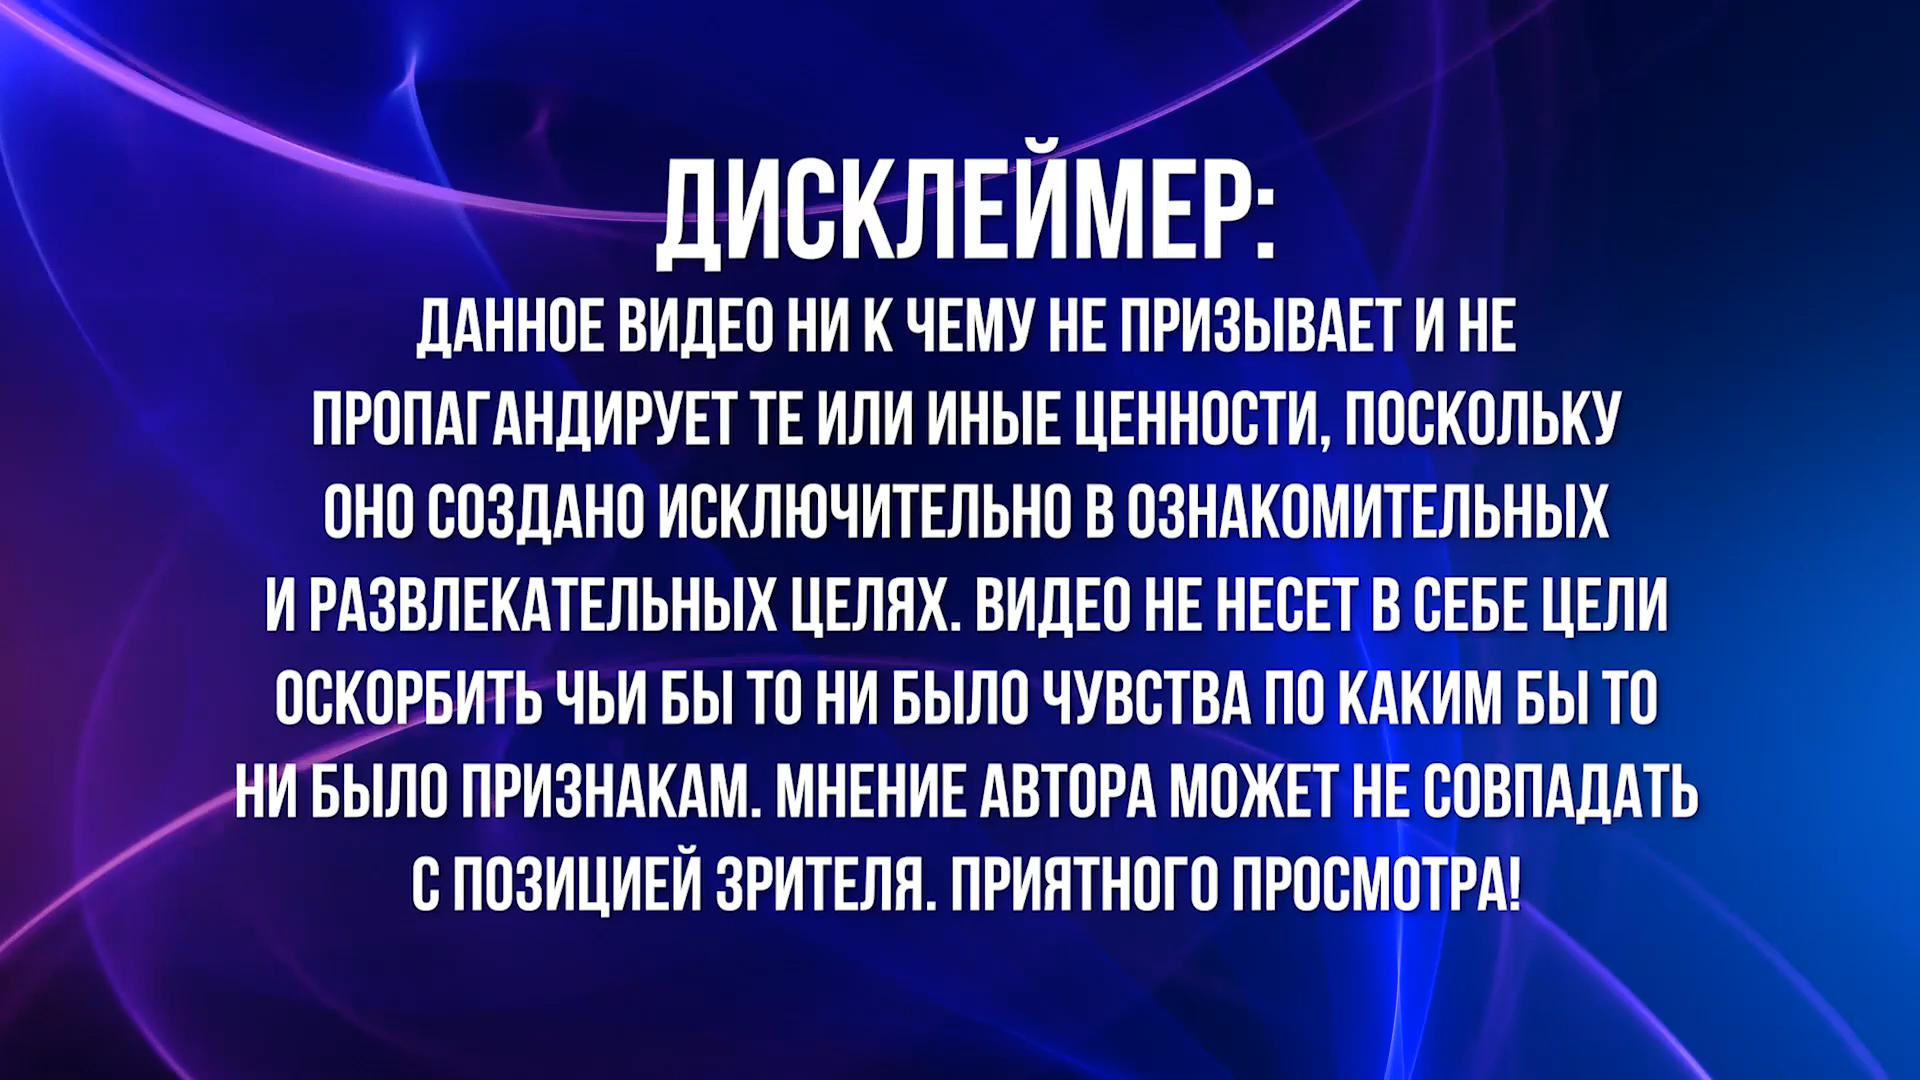 ДИСКЛЕЙМЕР:
ДАННОЕ ВИДЕО НИ К ЧЕМУ НЕ ПРИЗЫВАЕТ И НЕ
ПРОПАГАНДИРУЕТ ТЕ ИЛИ ИНЫЕ ЦЕННОСТИ, ПОСКОЛЬКУ
ОНО СОЗДАНО ИСКЛЮЧИТЕЛЬНО В ОЗНАКОМИТЕЛЬНЫХ
И РАЗВЛЕКАТЕЛЬНЫХ ЦЕЛЯХ. ВИДЕО НЕ НЕСЕТ В СЕБЕ ЦЕЛИ
ОСКОРБИТЬ ЧЬИ БЫ ТО НИ БЫЛО ЧУВСТВА ПО КАКИМ БЫ ТО
НИ БЫЛО ПРИЗНАКАМ. МНЕНИЕ АВТОРА МОЖЕТ НЕ СОВПАДАТЬ
С ПОЗИЦИЕЙ ЗРИТЕЛЯ. ПРИЯТНОГО ПРОСМОТРА!